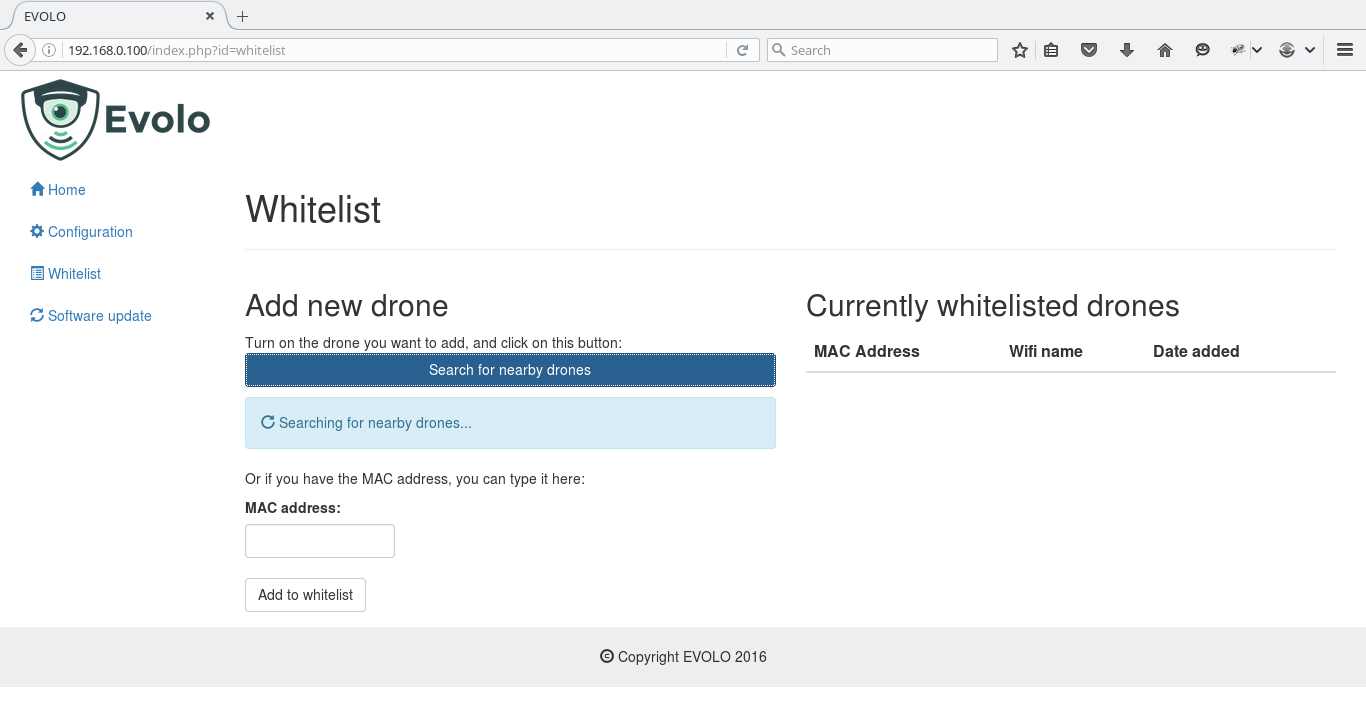 EVOLO
192.168.0.100/index.php?id=whitelist
Search
Evolo
Home
Configuration
Whitelist
Software update
Whitelist
Add new drone
Turn on the drone you want to add, and click on this button:
Search for nearby drones
Searching for nearby drones...
Or if you have the MAC address, you can type it here:
MAC address:
Add to whitelist
Currently whitelisted drones
MAC Address Wifi name Date added
© Copyright EVOLO 2016